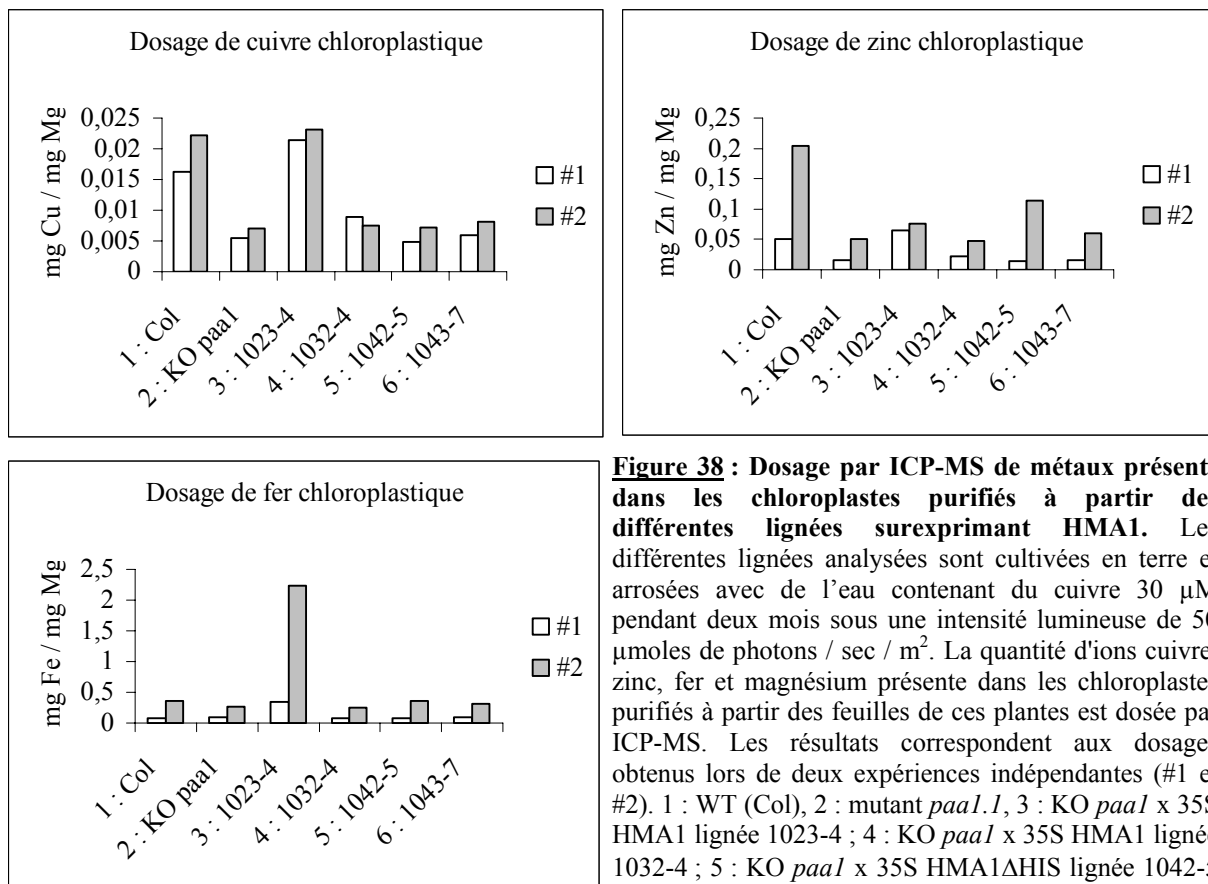 Dosage de cuivre chloroplastique
mg Cu / mg Mg
0,025
0,02
0,015
0,01
0,005
0
#1
#2
1 : Col
2 : KO paa1
3 : 1023-4
4 : 1032-4
5 : 1042-5
6 : 1043-7
Dosage de zinc chloroplastique
mg Zn / mg Mg
0,25
0,2
0,15
0,1
0,05
0
#1
#2
1 : Col
2 : KO paa1
3 : 1023-4
4 : 1032-4
5 : 1042-5
6 : 1043-7
Dosage de fer chloroplastique
mg Fe / mg Mg
2,5
2
1,5
1
0,5
0
#1
#2
1 : Col
2 : KO paa1
3 : 1023-4
4 : 1032-4
5 : 1042-5
6 : 1043-7
Figure 38 : Dosage par ICP-MS de métaux présent
dans les chloroplastes purifiés à partir de
différentes lignées surexprimant HMA1. Le
différentes lignées analysées sont cultivées en terre e
arrosées avec de l'eau contenant du cuivre 30 µM
pendant deux mois sous une intensité lumineuse de 50
µmoles de photons / sec / m². La quantité d'ions cuivre
zinc, fer et magnésium présente dans les chloroplaste
purifiés à partir des feuilles de ces plantes est dosée pa
ICP-MS. Les résultats correspondent aux dosage
obtenus lors de deux expériences indépendantes (#1 e
#2). 1 : WT (Col), 2 : mutant paa1.1, 3 : KO paa1 x 35S
HMA1 lignée 1023-4 ; 4 : KO paa1 x 35S HMA1 lignée
1032-4 ; 5 : KO paa1 x 35S HMA1ΔHIS lignée 1042-5